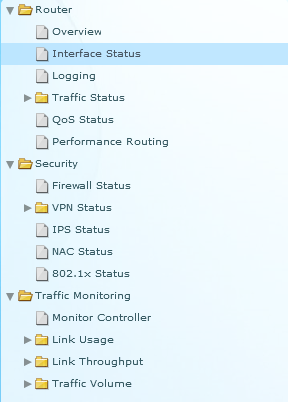 Router
Overview
Interface Status
Logging
Traffic Status
QoS Status
Performance Routing
Security
Firewall Status
VPN Status
IPS Status
NAC Status
802.1x Status
Traffic Monitoring
Monitor Controller
Link Usage
Link Throughput
Traffic Volume